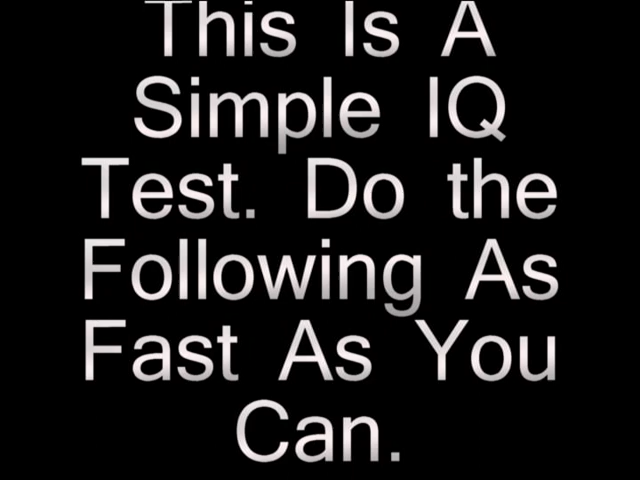 This Is A
Simple IQ
Test. Do the
Following As
Fast As You
Can.